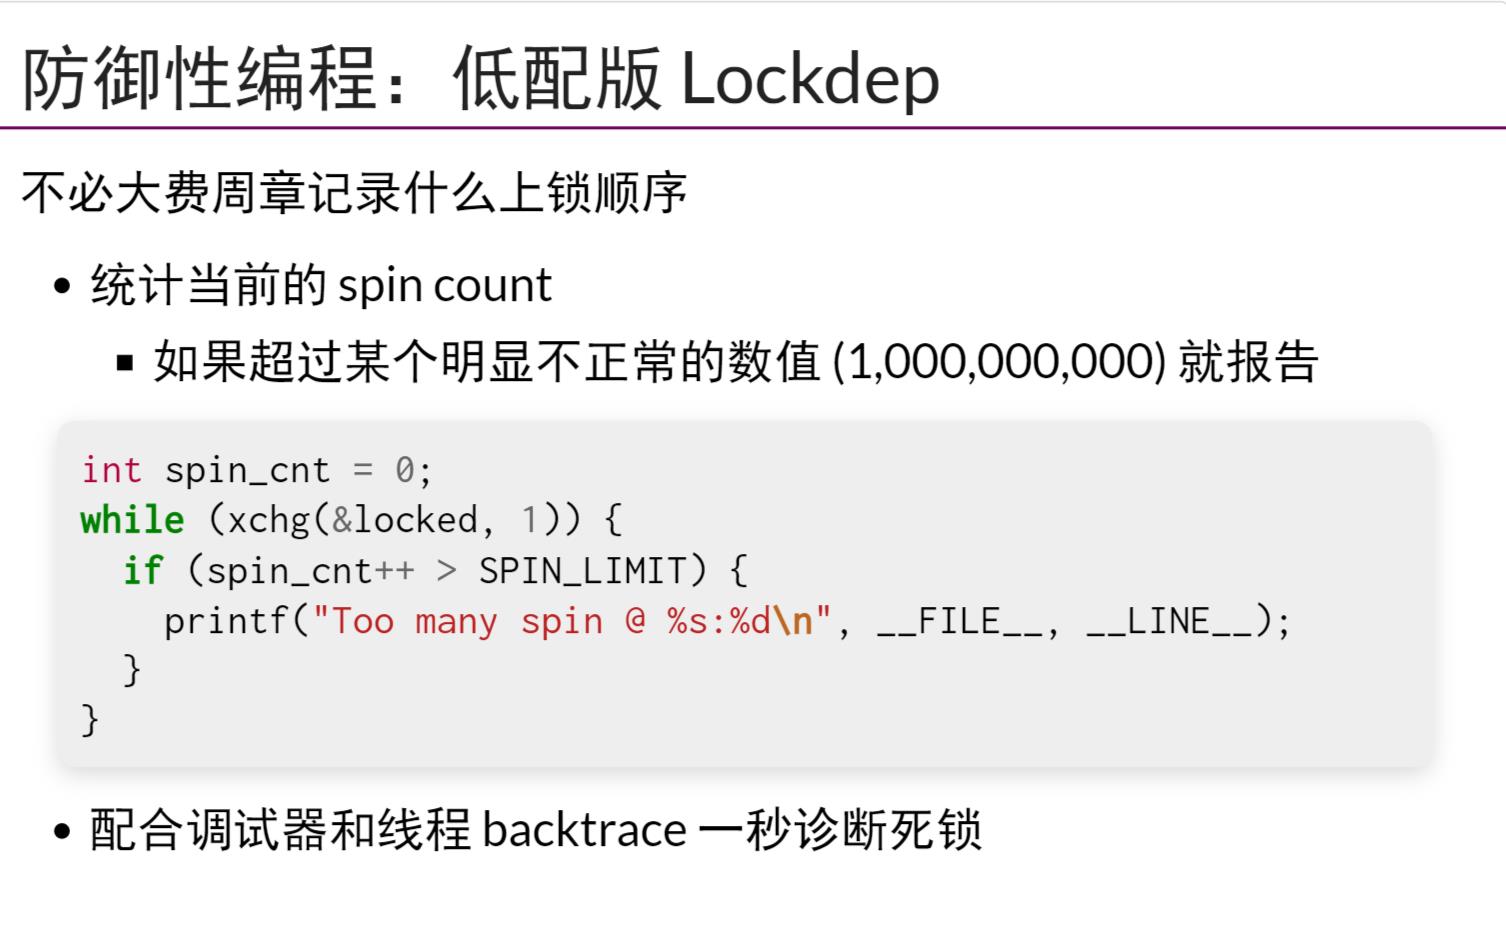 防御性编程：低配版 Lockdep
不必大费周章记录什么上锁顺序
• 统计当前的 spin count
▪ 如果超过某个明显不正常的数值 (1,000,000,000) 就报告
int spin_cnt = 0;
while (xchg(&locked, 1)) {
  if (spin_cnt++ > SPIN_LIMIT) {
    printf("Too many spin @ %s:%d\n", __FILE__, __LINE__);
  }
}
• 配合调试器和线程 backtrace 一秒诊断死锁